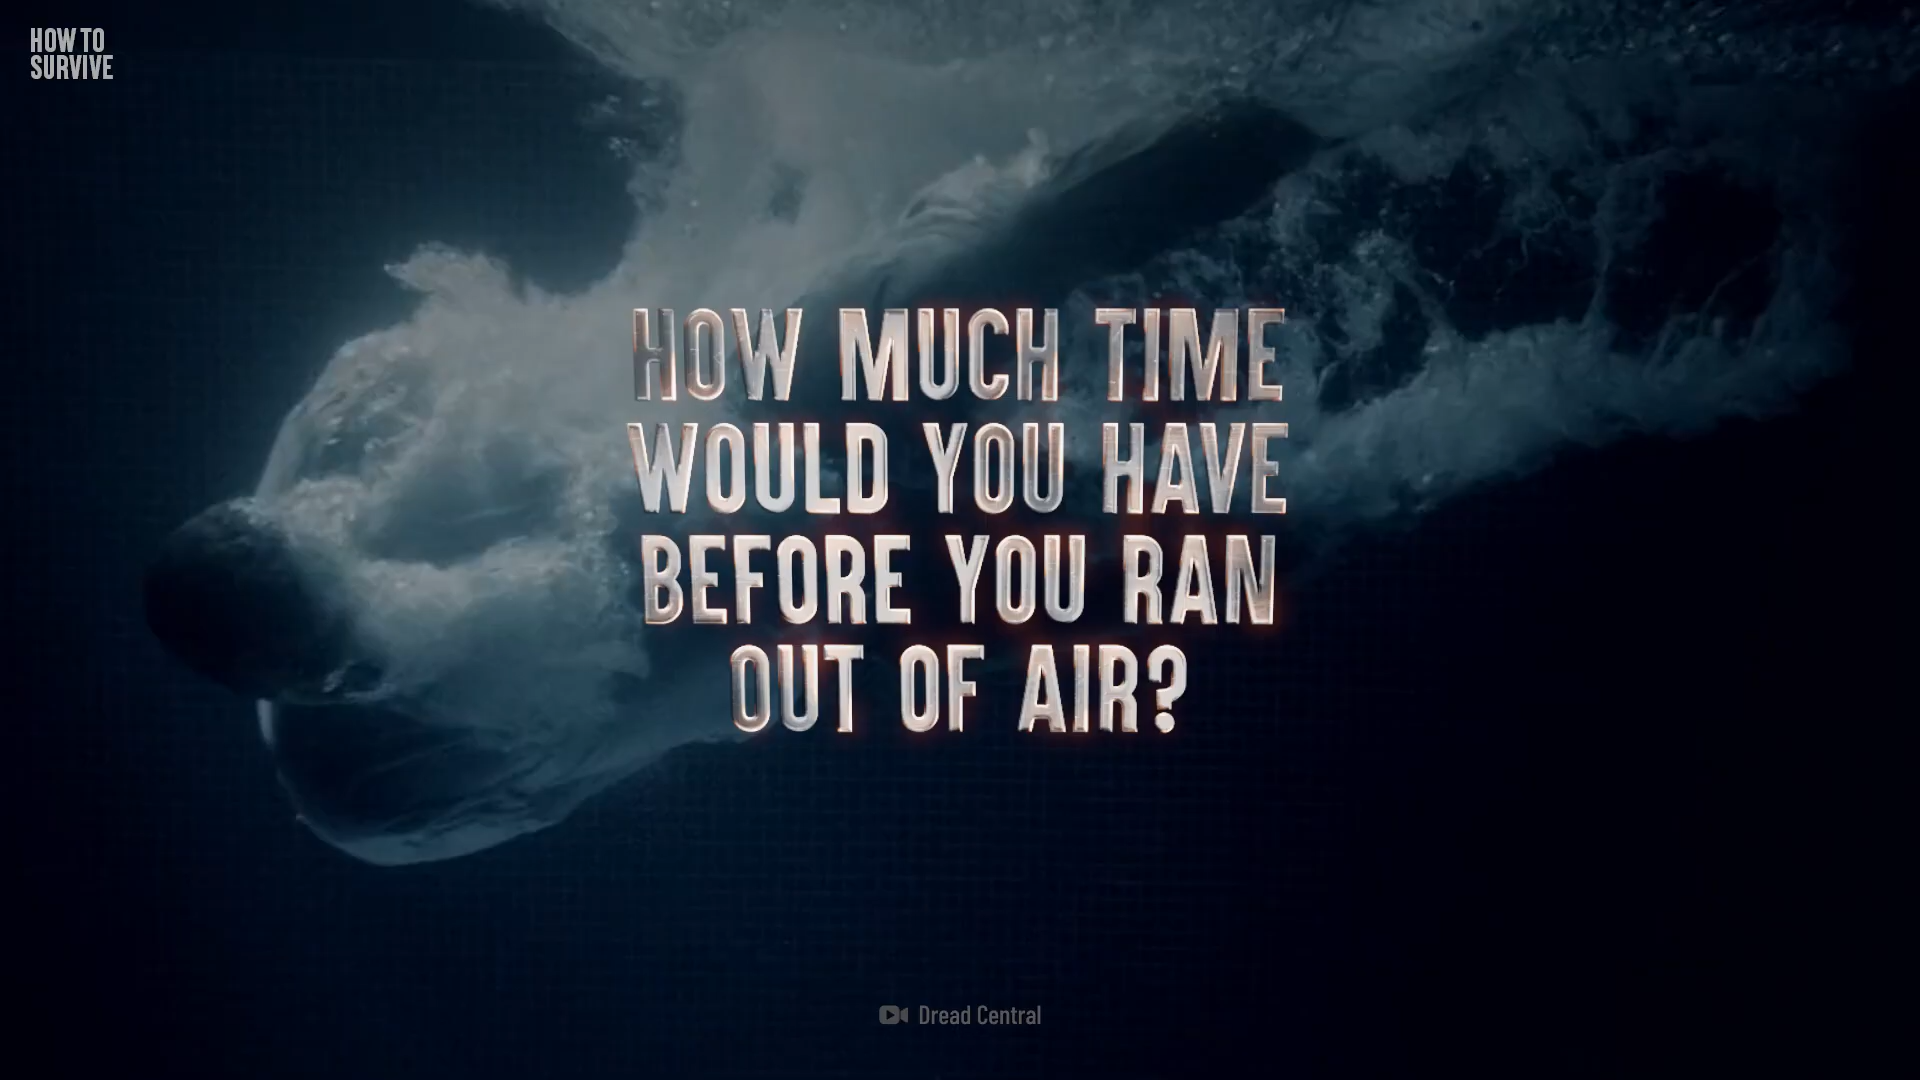 HOW TO
SURVIVE
HOW MUCH TIME
WOULD YOU HAVE
BEFORE YOU RAN
OUT OF AIR?
Dread Central